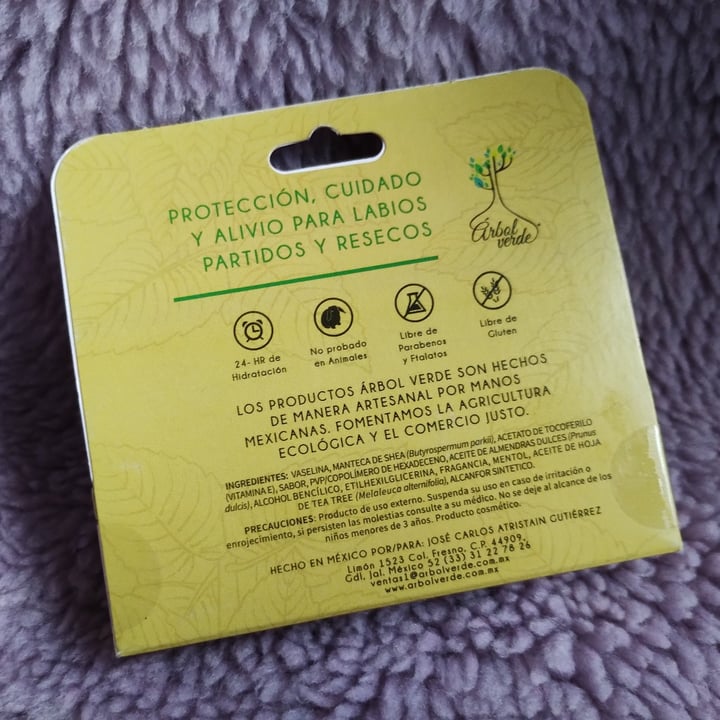 PROTECCIÓN, CUIDADO
Y ALIVIO PARA LABIOS
PARTIDOS Y RESECOS
Árbol
verde
24- HR de
Hidratación
No probado
en Animales
Libre de
Parabenos
y Ftalatos
Libre de
Gluten
LOS PRODUCTOS ÁRBOL VERDE SON HECHOS
DE MANERA ARTESANAL POR MANOS
MEXICANAS. FOMENTAMOS LA AGRICULTURA
ECOLÓGICA Y EL COMERCIO JUSTO.
INGREDIENTES: VASELINA, MANTECA DE SHEA (Butyrospermum parkii), ACETATO DE TOCOFERILO
(VITAMINA E), SABOR, PVP/COPOLÍMERO DE HEXADECENO, ACEITE DE ALMENDRAS DULCES (Prunus
dulcis), ALCOHOL BENCÍLICO, ETILHEXILGLICERINA, FRAGANCIA, MENTOL, ACEITE DE HOJA
DE TEA TREE (Melaleuca alternifolia), ALCANFOR SINTETICO.
PRECAUCIONES: Producto de uso externo. Suspenda su uso en caso de irritación o
enrojecimiento, si persisten las molestias consulte a su médico. No se deje al alcance de los
niños menores de 3 años. Producto cosmético.
HECHO EN MÉXICO POR/PARA: JOSÉ CARLOS ATRISTAIN GUTIÉRREZ
Limón 1523 Col. Fresno, C.P. 44909,
Gdl, Jal. México 52 (33) 31 22 78 26
ventas1@arbolverde.com.mx
www.arbolverde.com.mx